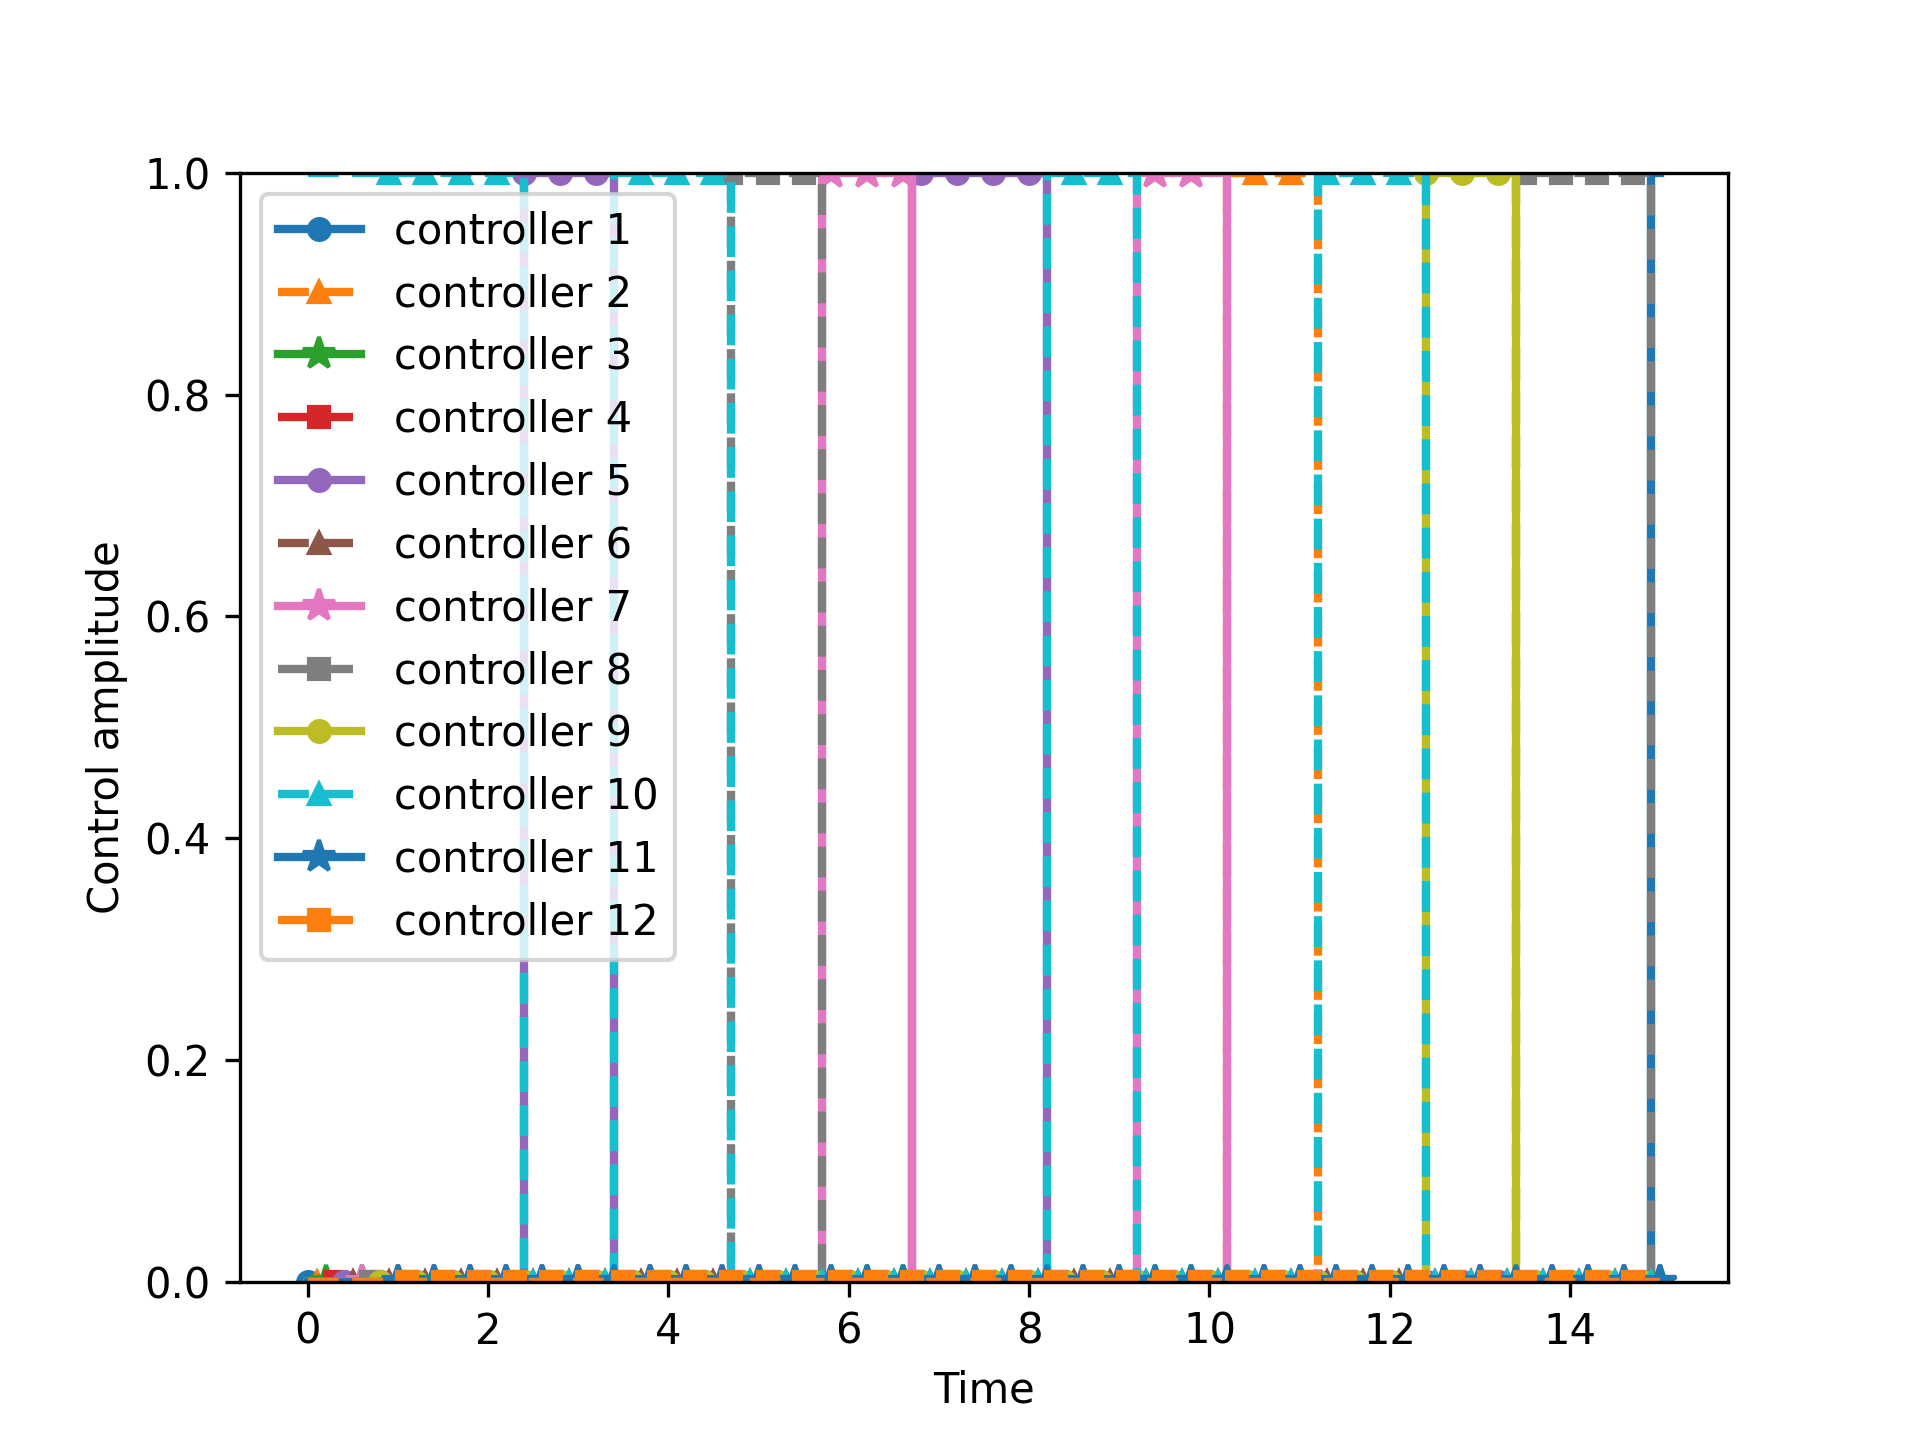 1.0
0.8
0.6
0.4
0.2
0.0
Control amplitude
controller 1
controller 2
controller 3
controller 4
controller 5
controller 6
controller 7
controller 8
controller 9
controller 10
controller 11
controller 12
0 2 4 6 8 10 12 14
Time